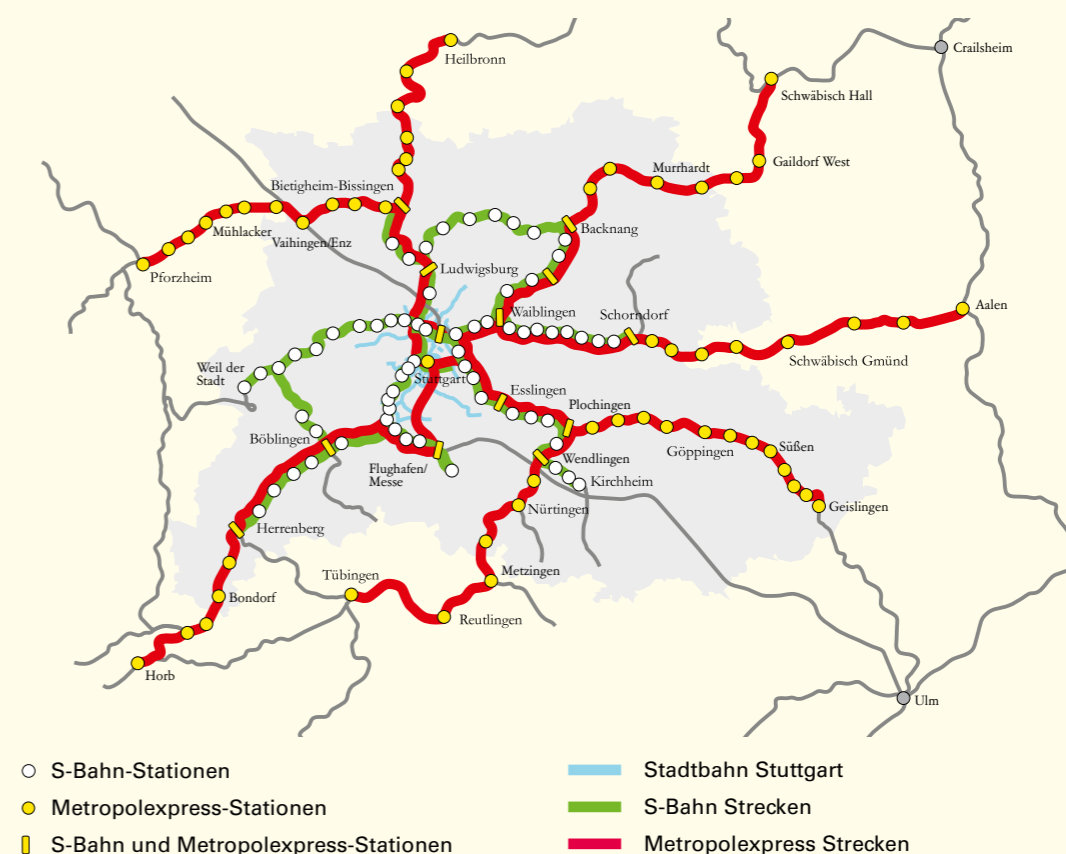 Heilbronn
Crailsheim
Schwäbisch Hall
Murrhardt
Gaildorf West
Bietigheim-Bissingen
Backnang
Mühlacker
Vaihingen/Enz
Pforzheim
Ludwigsburg
Waiblingen
Schorndorf
Aalen
Schwäbisch Gmünd
Weil der
Stadt
Stuttgart
Esslingen
Plochingen
Böblingen
Göppingen
Süßen
Flughafen/
Messe
Wendlingen
Kirchheim
Geislingen
Nürtingen
Herrenberg
Tübingen
Metzingen
Bondorf
Reutlingen
Horb
Ulm
S-Bahn-Stationen
Metropolexpress-Stationen
S-Bahn und Metropolexpress-Stationen
Stadtbahn Stuttgart
S-Bahn Strecken
Metropolexpress Strecken